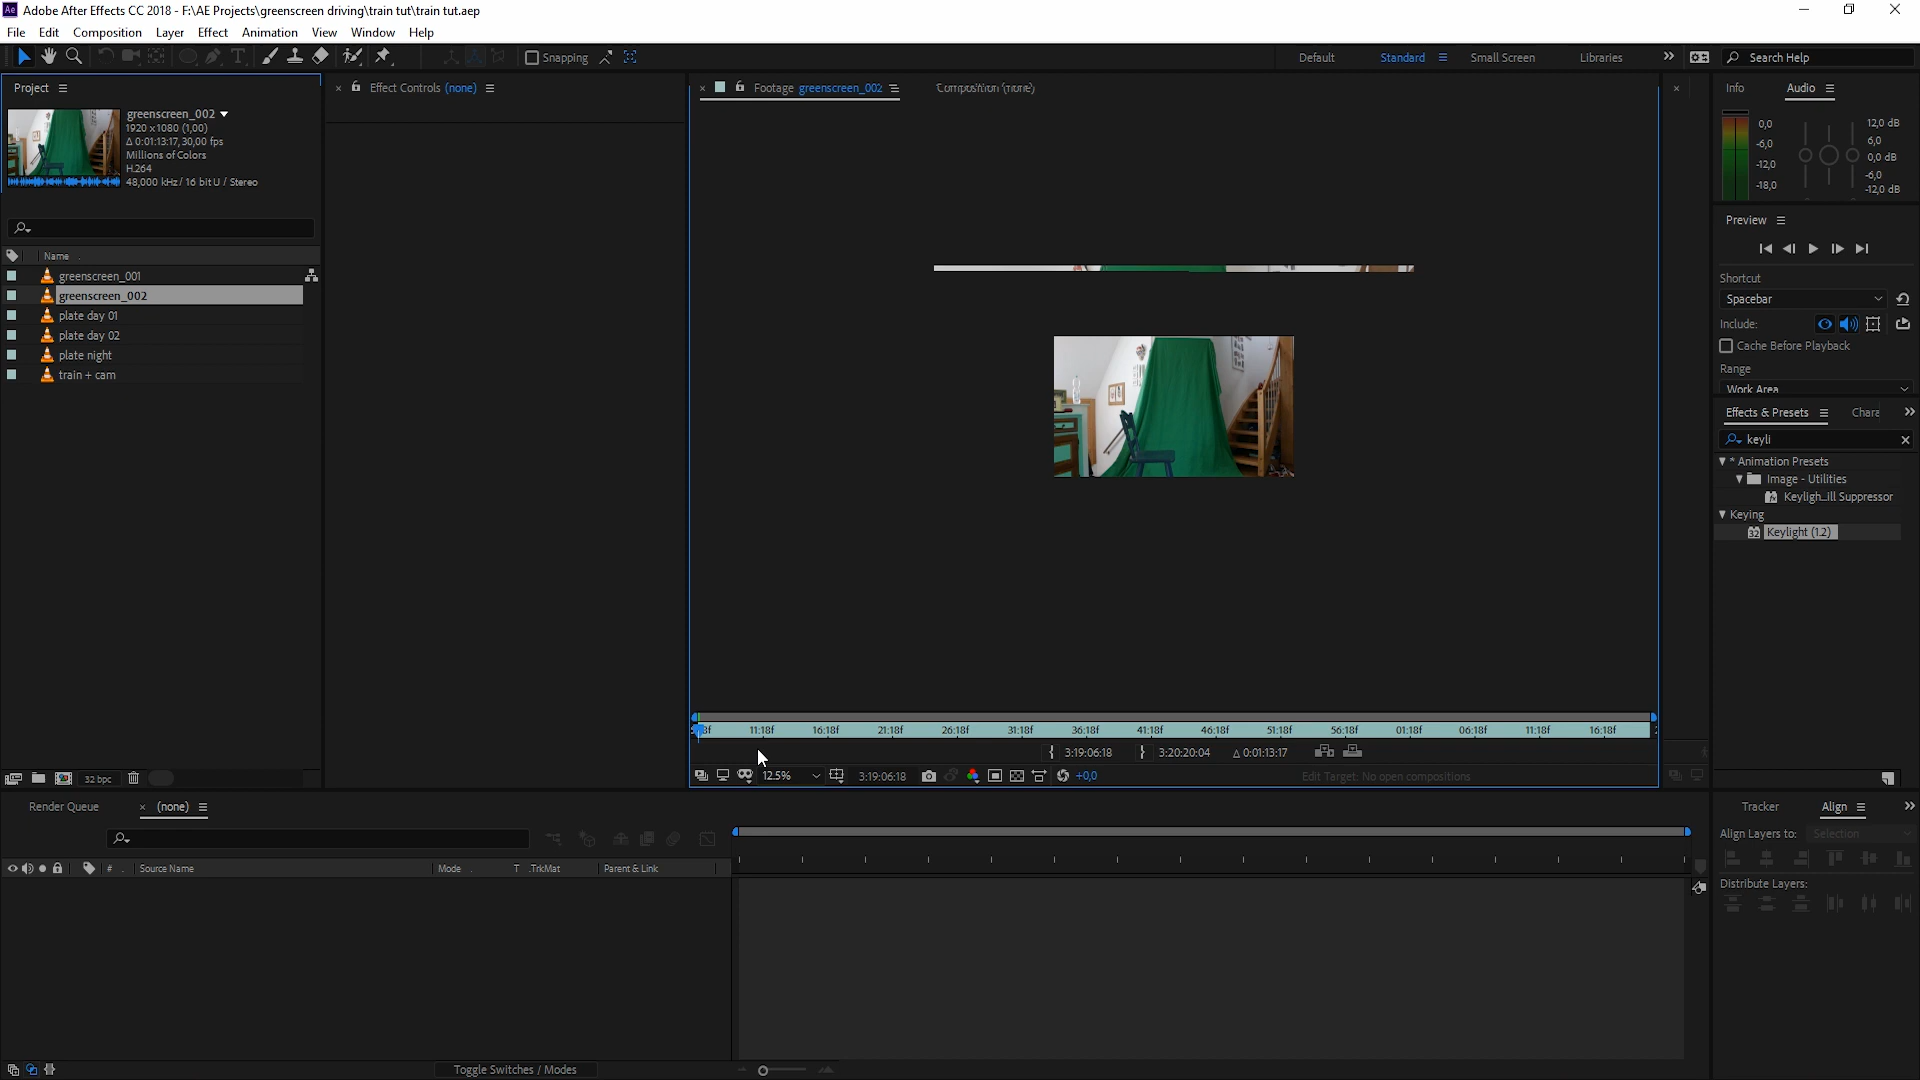 Adobe After Effects CC 2018 - F:\AE Projects\greenscreen driving\train tut\train tut.aep
File Edit Composition Layer Effect Animation View Window Help
Snapping
Default Standard Small Screen Libraries Search Help
Project
Effect Controls (none)
Footage greenscreen_002
Composition (none)
Info Audio
greenscreen_002
1920 x 1080 (1,00)
Δ 0:01:13:17, 30,00 fps
Millions of Colors
H.264
48,000 kHz / 16 bit U / Stereo
0,0
-6,0
-12,0
-18,0
12,0 dB
6,0
0,0 dB
-6,0
-12,0 dB
Preview
Shortcut
Spacebar
Include:
Cache Before Playback
Range
Work Area
Name
greenscreen_001
greenscreen_002
plate day 01
plate day 02
plate night
train + cam
Effects & Presets Chara
keyli
* Animation Presets
Image - Utilities
Keyligh...ill Suppressor
Keying
32 Keylight (1.2)
11:18f 16:18f 21:18f 26:18f 31:18f 36:18f 41:18f 46:18f 51:18f 56:18f 01:18f 06:18f 11:18f 16:18f
3:19:06:18 3:20:20:04 Δ 0:01:13:17
32 bpc
12.5% 3:19:06:18 +0,0 Edit Target: No open compositions
Render Queue (none)
# Source Name Mode T .TrkMat Parent & Link
Toggle Switches / Modes
Tracker Align
Align Layers to: Selection
Distribute Layers: